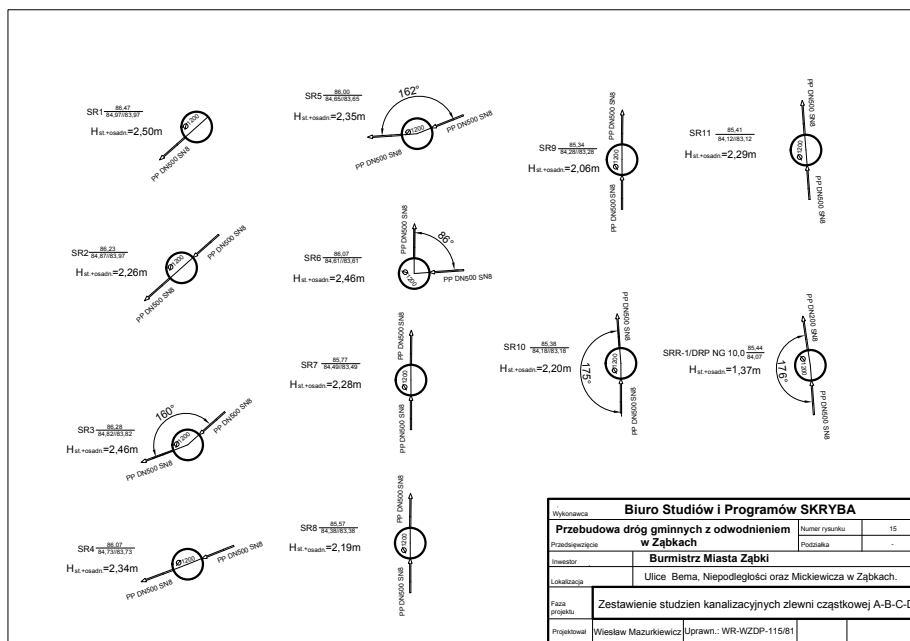 SR1 86,47
84,97//83,97
Hst.+osadn.=2,50m
Ø1200
PP DN500 SN8
SR2 86,23
84,87//83,97
Hst.+osadn.=2,26m
Ø1200
PP DN500 SN8
PP DN500 SN8
SR3 86,28
84,82//83,82
Hst.+osadn.=2,46m
160°
Ø1200
PP DN500 SN8
PP DN500 SN8
SR4 86,07
84,73//83,73
Hst.+osadn.=2,34m
Ø1200
PP DN500 SN8
PP DN500 SN8
SR5 86,00
84,65//83,65
Hst.+osadn.=2,35m
162°
Ø1200
PP DN500 SN8
PP DN500 SN8
SR6 86,07
84,61//83,61
Hst.+osadn.=2,46m
86°
Ø1200
PP DN500 SN8
PP DN500 SN8
SR7 85,77
84,49//83,49
Hst.+osadn.=2,28m
Ø1200
PP DN500 SN8
PP DN500 SN8
SR8 85,57
84,38//83,38
Hst.+osadn.=2,19m
Ø1200
PP DN500 SN8
PP DN500 SN8
SR9 85,34
84,28//83,28
Hst.+osadn.=2,06m
Ø1200
PP DN500 SN8
PP DN500 SN8
SR10 85,38
84,18//83,18
Hst.+osadn.=2,20m
175°
Ø1200
PP DN500 SN8
PP DN500 SN8
SR11 85,41
84,12//83,12
Hst.+osadn.=2,29m
Ø1200
PP DN500 SN8
PP DN500 SN8
SRR-1/DRP NG 10,0 85,44
84,07
Hst.+osadn.=1,37m
176°
Ø1200
PP DN200 SN8
PP DN500 SN8
Wykonawca Biuro Studiów i Programów SKRYBA
Przedsięwzięcie Przebudowa dróg gminnych z odwodnieniem
w Ząbkach
Numer rysunku 15
Podziałka -
Inwestor Burmistrz Miasta Ząbki
Lokalizacja Ulice Bema, Niepodległości oraz Mickiewicza w Ząbkach.
Faza
projektu
Zestawienie studzien kanalizacyjnych zlewni cząstkowej A-B-C-D
Projektował Wiesław Mazurkiewicz Uprawn.: WR-WZDP-115/81